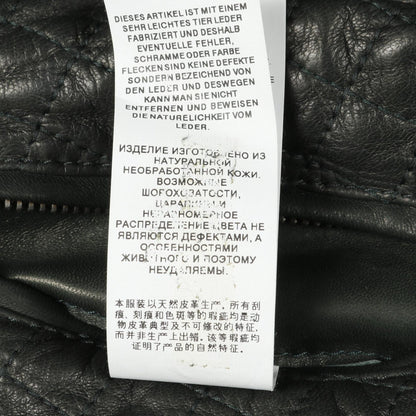 DIESES ARTIKEL IST MIT EINEM
SEHR LEICHTES TIER LEDER
FABRIZIERT UND DESHALB
EVENTUELLE FEHLER,
SCHRAMME ODER FARBE
FLECKEN SIND KEINE DEFEKTE
SONDERN BEZEICHEND VON
DEN LEDER UND DESWEGEN
KANN MAN SIE NICHT
ENTFERNEN UND BEWEISEN
DIE NATURELICHKEIT VOM
LEDER.
ИЗДЕЛИЕ ИЗГОТОВЛЕНО ИЗ
НАТУРАЛЬНОЙ
НЕОБРАБОТАННОЙ КОЖИ.
ВОЗМОЖНЫЕ
ШОРОХОВАТОСТИ,
ЦАРАПИНЫ И
НЕРАВНОМЕРНОЕ
РАСПРЕДЕЛЕНИЕ ЦВЕТА НЕ
ЯВЛЯЮТСЯ ДЕФЕКТАМИ, А
ОСОБЕННОСТЯМИ
ЖИВОТНОГО И ПОЭТОМУ
НЕУДАЛЯЕМЫ.
本服装以天然皮革生产。所有刮
痕、刻痕和色斑等的瑕疵均是动
物皮革典型及不可修改的特征，
而并非生产上出错。该等瑕疵均
证明了产品的自然特征。